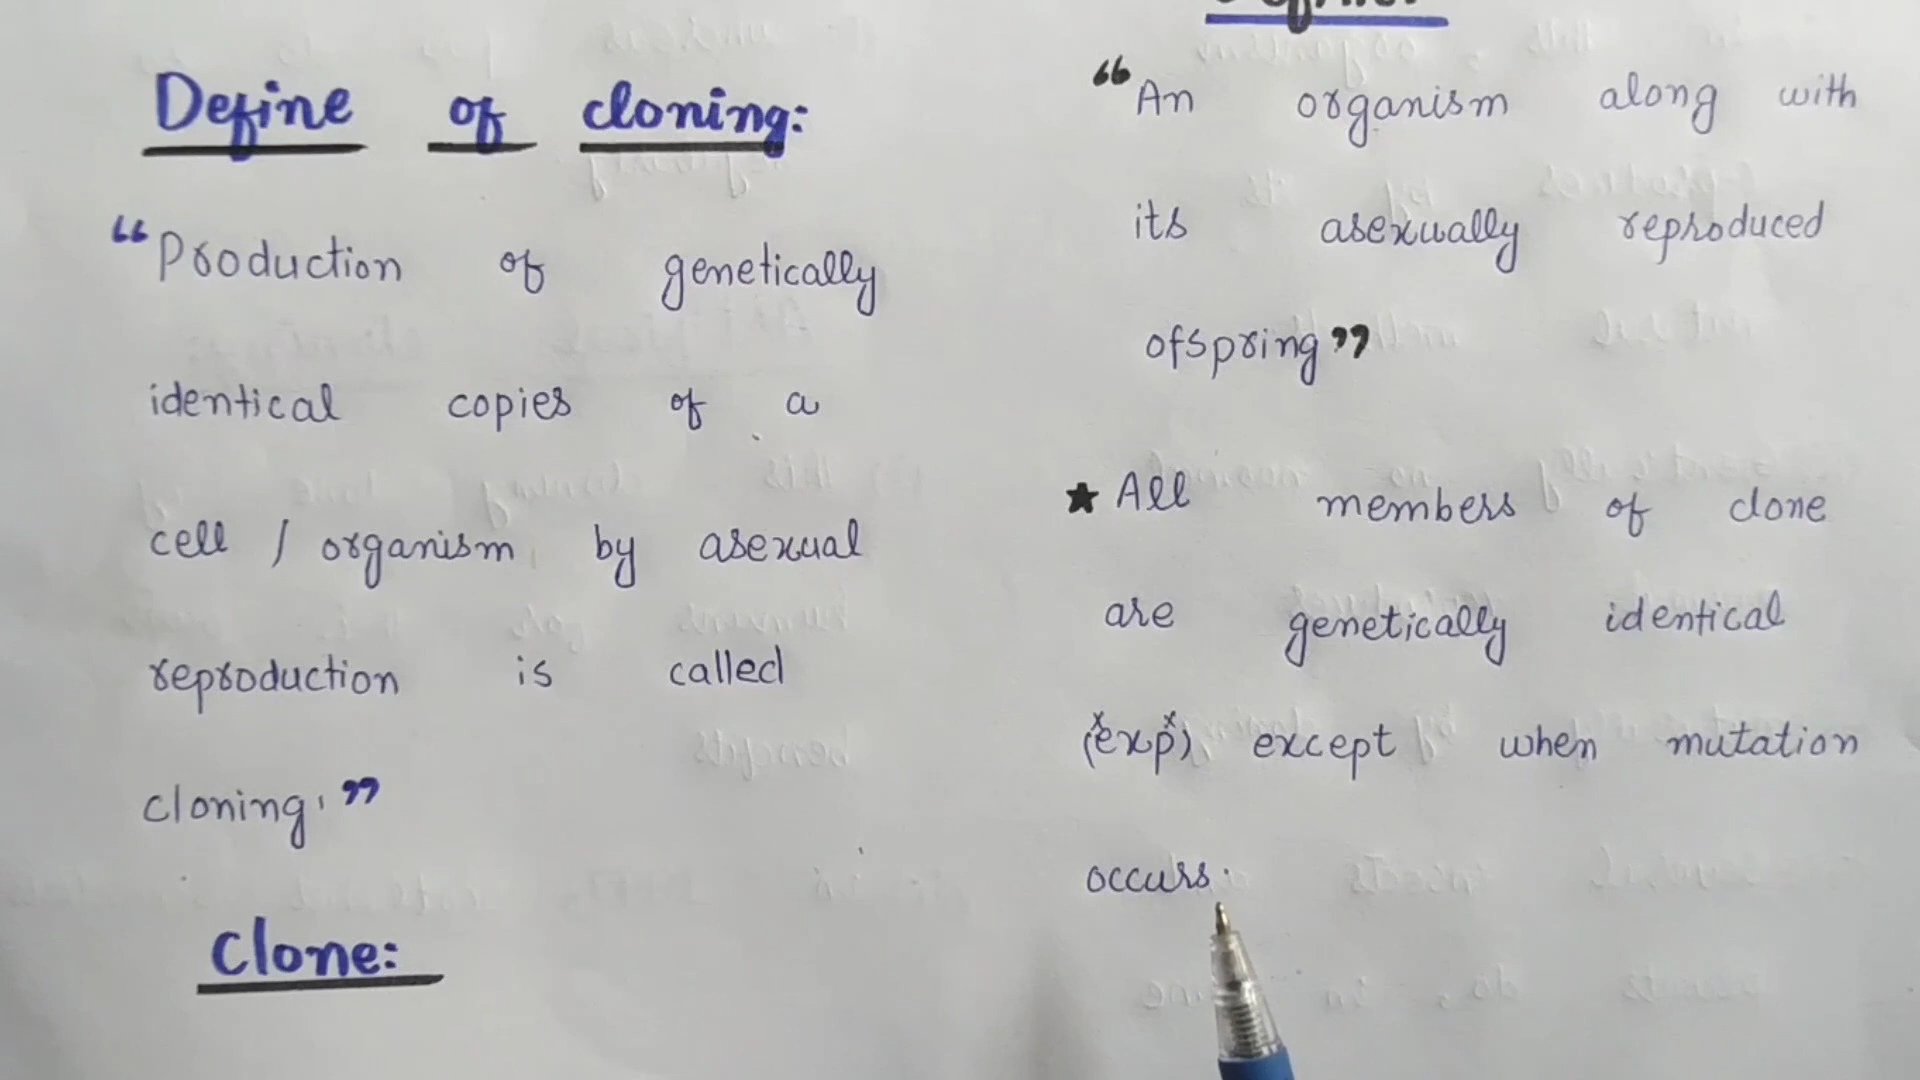 Define of cloning:
“Production of genetically
identical copies of a
cell / organism by asexual
reproduction is called
cloning.”
Clone:
“An organism along with
its asexually reproduced
ofspring”
★ All members of clone
are genetically identical
(exp) except when mutation
occurs.